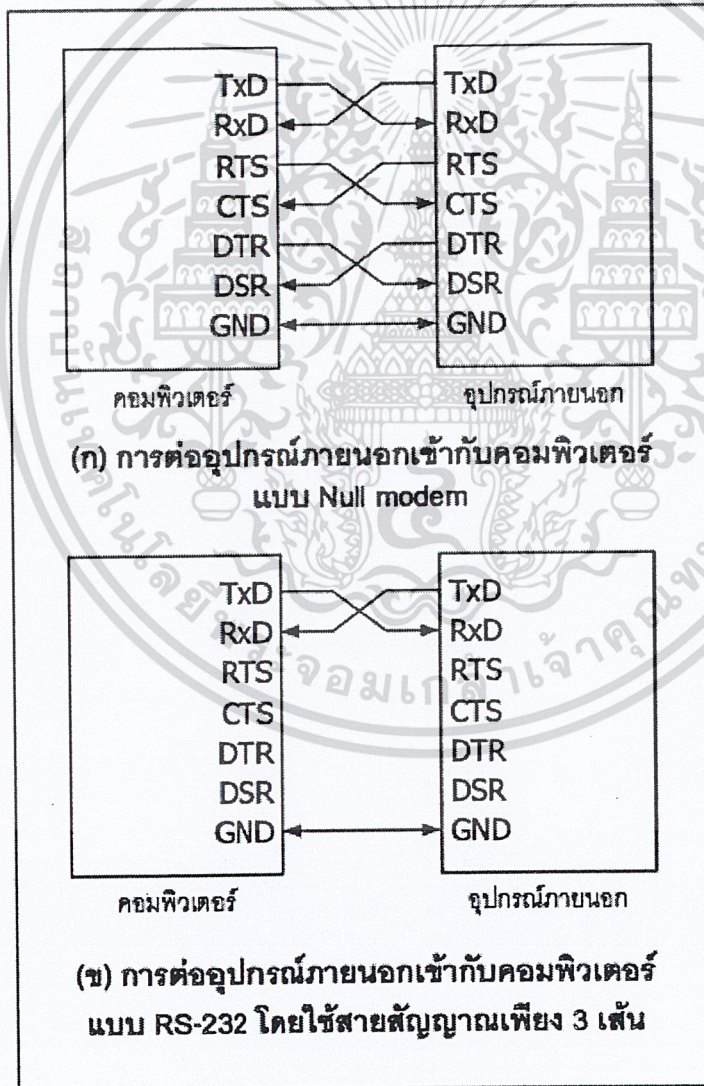 TxD
RxD
RTS
CTS
DTR
DSR
GND
TxD
RxD
RTS
CTS
DTR
DSR
GND
คอมพิวเตอร์
อุปกรณ์ภายนอก
(ก) การต่ออุปกรณ์ภายนอกเข้ากับคอมพิวเตอร์
แบบ Null modem
TxD
RxD
RTS
CTS
DTR
DSR
GND
TxD
RxD
RTS
CTS
DTR
DSR
GND
คอมพิวเตอร์
อุปกรณ์ภายนอก
(ข) การต่ออุปกรณ์ภายนอกเข้ากับคอมพิวเตอร์
แบบ RS-232 โดยใช้สายสัญญาณเพียง 3 เส้น